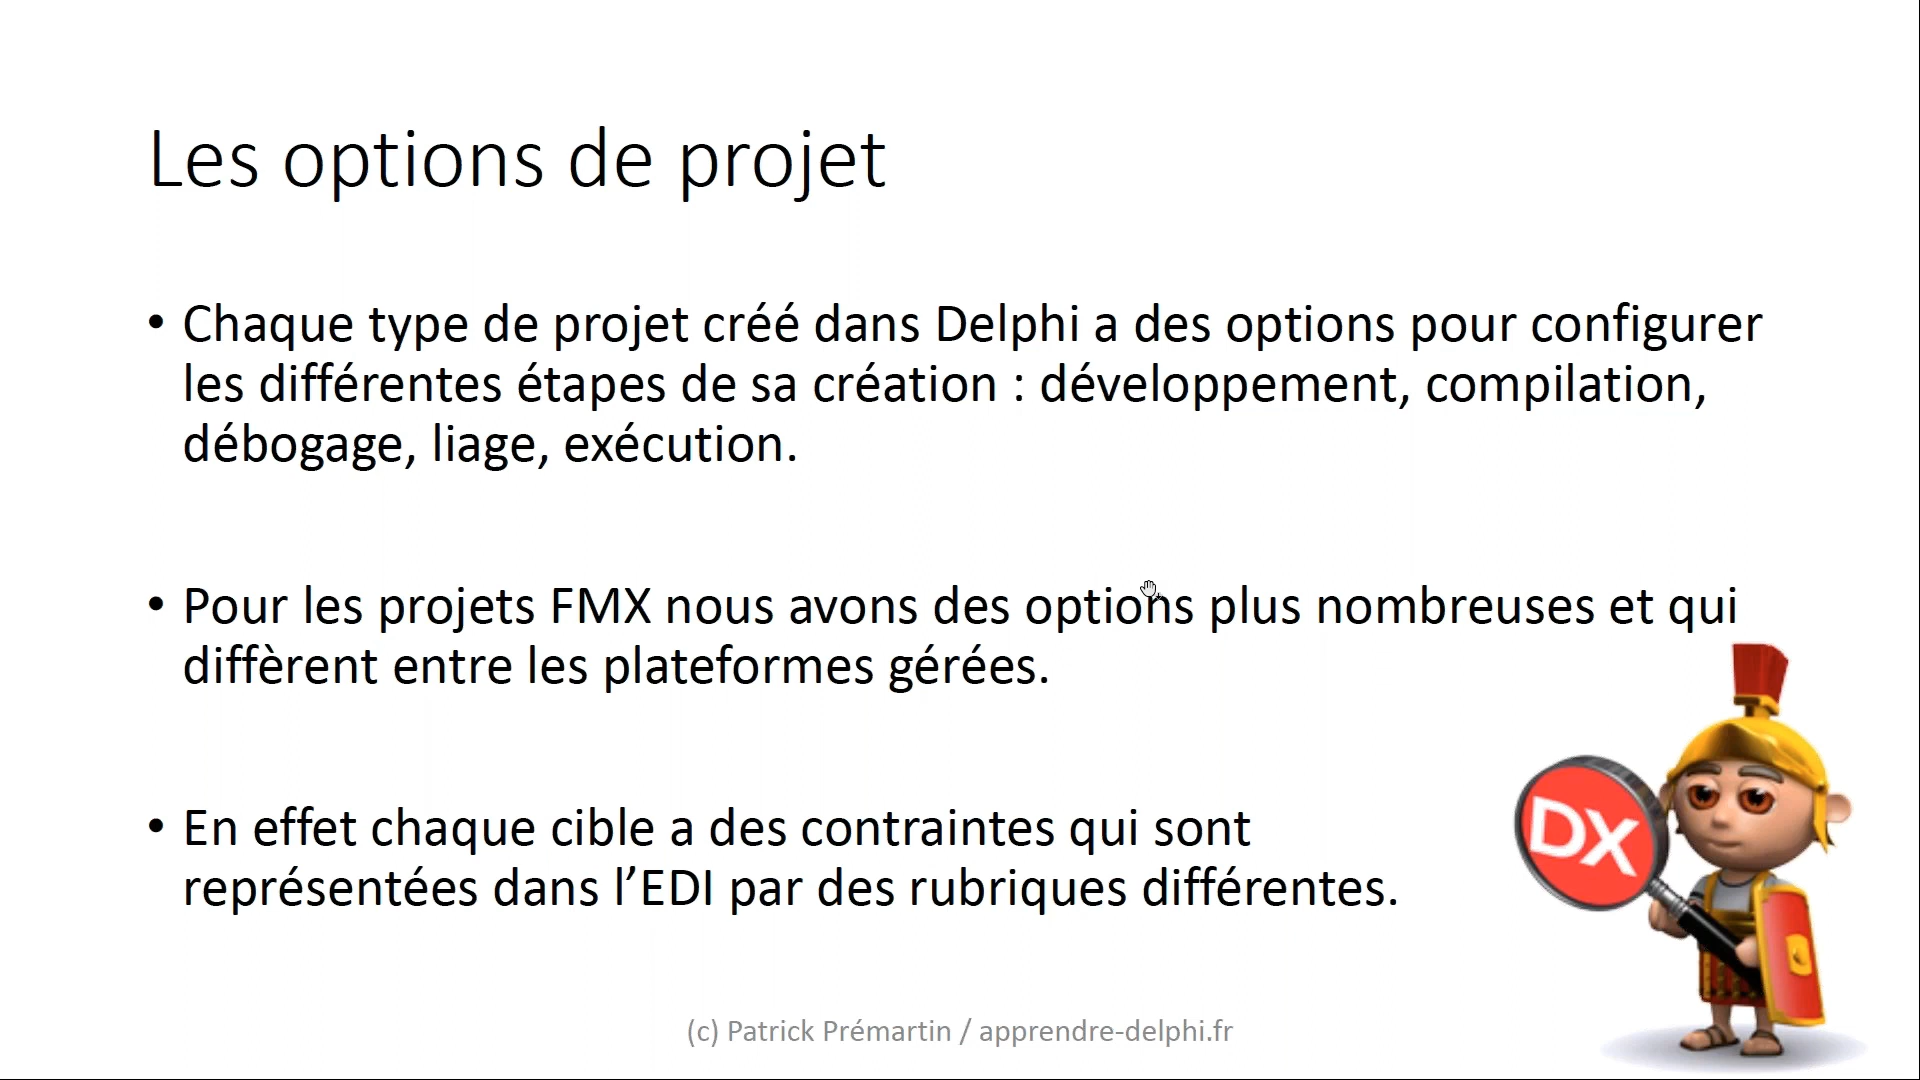 Les options de projet
• Chaque type de projet créé dans Delphi a des options pour configurer
les différentes étapes de sa création : développement, compilation,
débogage, liage, exécution.
• Pour les projets FMX nous avons des options plus nombreuses et qui
diffèrent entre les plateformes gérées.
• En effet chaque cible a des contraintes qui sont
représentées dans l’EDI par des rubriques différentes.
DX
(c) Patrick Prémartin / apprendre-delphi.fr